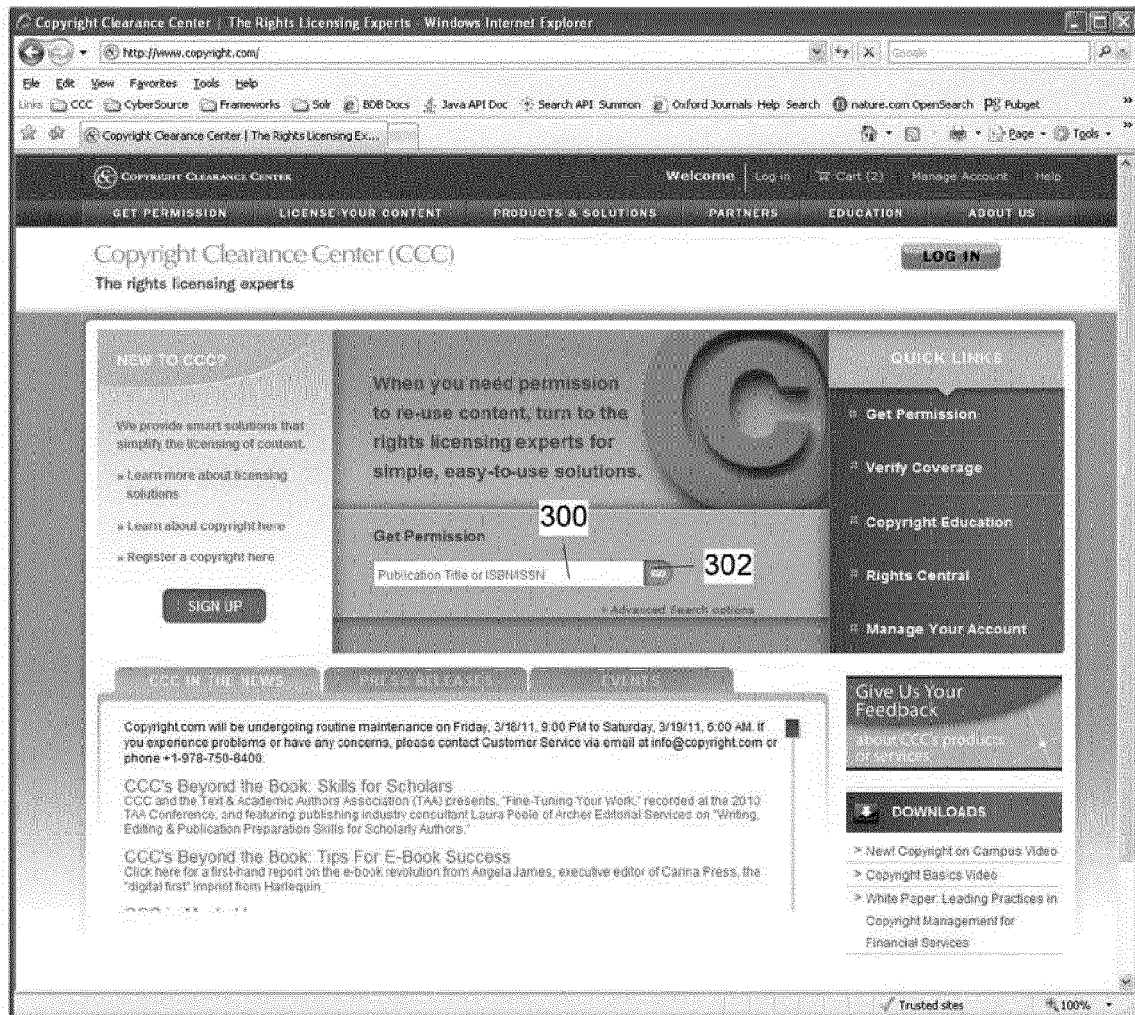 Copyright Clearance Center | The Rights Licensing Experts - Windows Internet Explorer
http://www.copyright.com/
Google
File Edit View Favorites Tools Help
Links CCC CyberSource Frameworks Solr BDB Docs Java API Doc Search API Summon Oxford Journals Help Search nature.com OpenSearch Pubget
Copyright Clearance Center | The Rights Licensing Ex...
Page Tools
COPYRIGHT CLEARANCE CENTER
Welcome Log in Cart (2) Manage Account Help
GET PERMISSION LICENSE YOUR CONTENT PRODUCTS & SOLUTIONS PARTNERS EDUCATION ABOUT US
Copyright Clearance Center (CCC)
LOG IN
The rights licensing experts
NEW TO CCC?
We provide smart solutions that
simplify the licensing of content.
» Learn more about licensing
solutions
» Learn about copyright here
» Register a copyright here
SIGN UP
When you need permission
to re-use content, turn to the
rights licensing experts for
simple, easy-to-use solutions.
300
Get Permission
302
Publication Title or ISBN/ISSN
» Advanced Search options
QUICK LINKS
Get Permission
Verify Coverage
Copyright Education
Rights Central
Manage Your Account
CCC IN THE NEWS PRESS RELEASES EVENTS
Copyright.com will be undergoing routine maintenance on Friday, 3/18/11, 9:00 PM to Saturday, 3/19/11, 6:00 AM. If
you experience problems or have any concerns, please contact Customer Service via email at info@copyright.com or
phone +1-978-750-8400.
CCC's Beyond the Book: Skills for Scholars
CCC and the Text & Academic Authors Association (TAA) presents, "Fine-Tuning Your Work," recorded at the 2010
TAA Conference, and featuring publishing industry consultant Laura Poole of Archer Editorial Services on "Writing,
Editing & Publication Preparation Skills for Scholarly Authors."
CCC's Beyond the Book: Tips For E-Book Success
Click here for a first-hand report on the e-book revolution from Angela James, executive editor of Carina Press, the
"digital first" imprint from Harlequin.
Give Us Your
Feedback
about CCC's products
or services
DOWNLOADS
> New! Copyright on Campus Video
> Copyright Basics Video
> White Paper: Leading Practices in
Copyright Management for
Financial Services
Trusted sites 100%